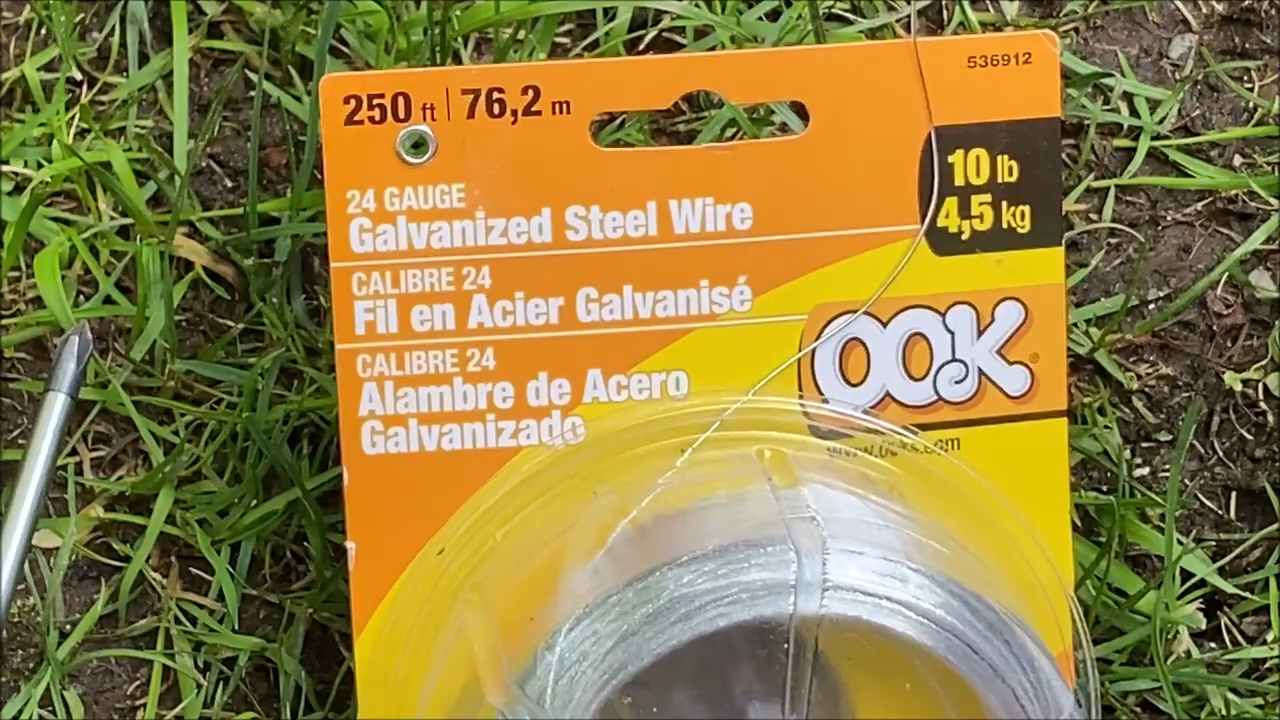 536912
250 ft | 76,2 m
10 lb
4,5 kg
24 GAUGE
Galvanized Steel Wire
CALIBRE 24
Fil en Acier Galvanisé
CALIBRE 24
Alambre de Acero
Galvanizado
OOK®